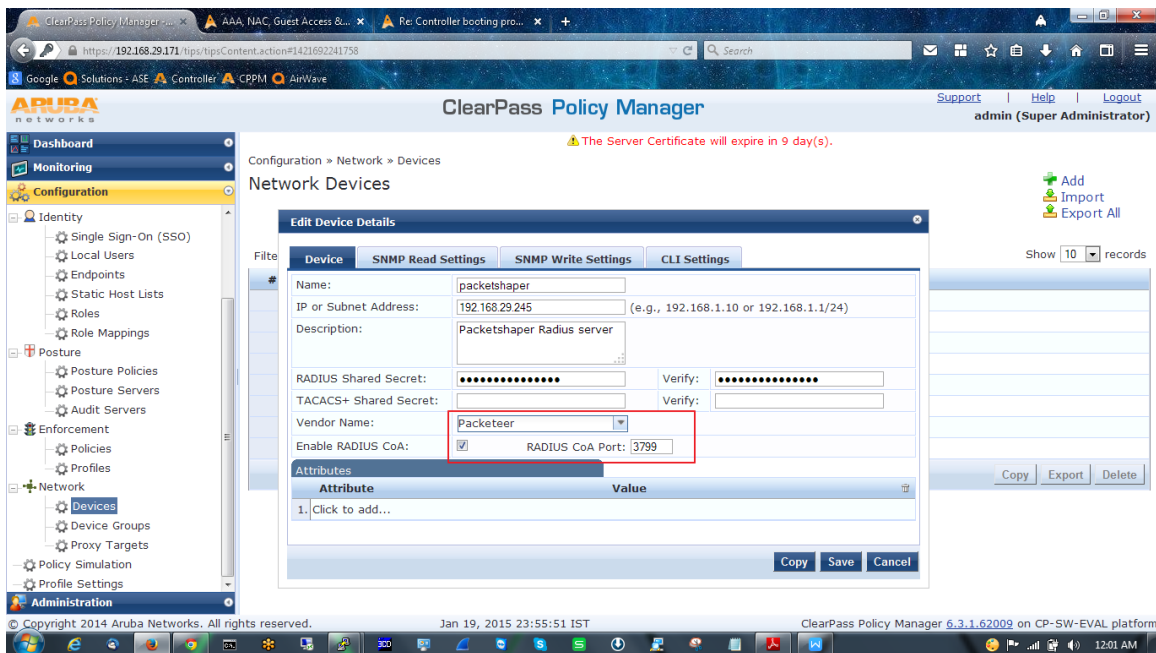 ClearPass Policy Manager -... ×
AAA, NAC, Guest Access &... ×
Re: Controller booting pro... ×
https://192.168.29.171/tips/tipsContent.action#1421692241758
Search
Google Solutions - ASE Controller CPPM AirWave
ARUBA
networks
ClearPass Policy Manager
Support | Help | Logout
admin (Super Administrator)
Dashboard
Monitoring
Configuration
Identity
Single Sign-On (SSO)
Local Users
Endpoints
Static Host Lists
Roles
Role Mappings
Posture
Posture Policies
Posture Servers
Audit Servers
Enforcement
Policies
Profiles
Network
Devices
Device Groups
Proxy Targets
Policy Simulation
Profile Settings
Administration
The Server Certificate will expire in 9 day(s).
Configuration » Network » Devices
Network Devices
Add
Import
Export All
Filte
Show 10 records
#
Edit Device Details
Device SNMP Read Settings SNMP Write Settings CLI Settings
Name: packetshaper
IP or Subnet Address: 192.168.29.245 (e.g., 192.168.1.10 or 192.168.1.1/24)
Description: Packetshaper Radius server
RADIUS Shared Secret: ••••••••••••••• Verify: •••••••••••••••
TACACS+ Shared Secret: Verify:
Vendor Name: Packeteer
Enable RADIUS CoA: RADIUS CoA Port: 3799
Attributes
Attribute Value
1. Click to add...
Copy Save Cancel
Copy Export Delete
© Copyright 2014 Aruba Networks. All rights reserved. Jan 19, 2015 23:55:51 IST ClearPass Policy Manager 6.3.1.62009 on CP-SW-EVAL platform
12:01 AM